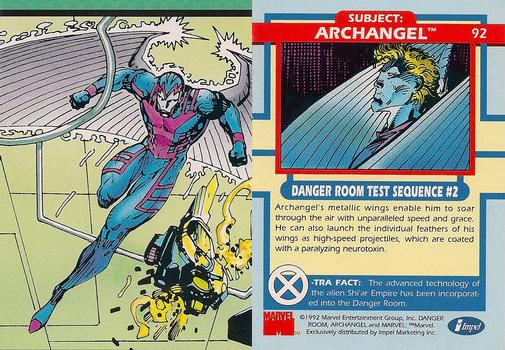 SUBJECT:
ARCHANGEL™
92
DANGER ROOM TEST SEQUENCE #2
Archangel's metallic wings enable him to soar
through the air with unparalleled speed and grace.
He can also launch the individual feathers of
his wings as high-speed projectiles, which are
coated with a paralyzing neurotoxin.
-TRA FACT: The advanced technology of
the alien Shi'ar Empire has been incorporat-
ed into the Danger Room.
MARVEL
©1992 Marvel Entertainment Group, Inc. DANGER
ROOM, ARCHANGEL and MARVEL: ™Marvel.
Exclusively distributed by Impel Marketing Inc.
Impel